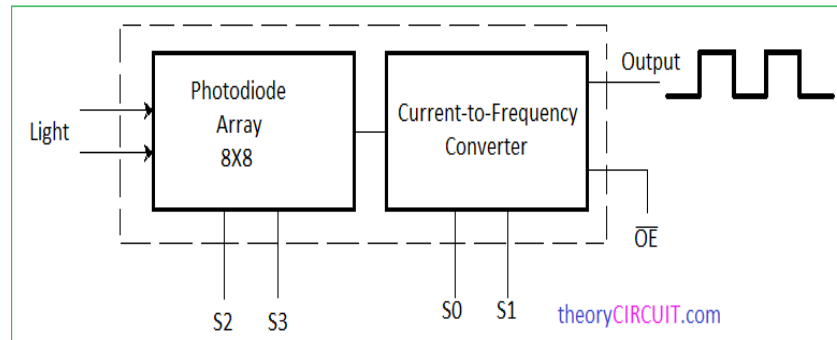 Light
Photodiode
Array
8X8
Current-to-Frequency
Converter
Output
OE
S2 S3 S0 S1
theoryCIRCUIT.com